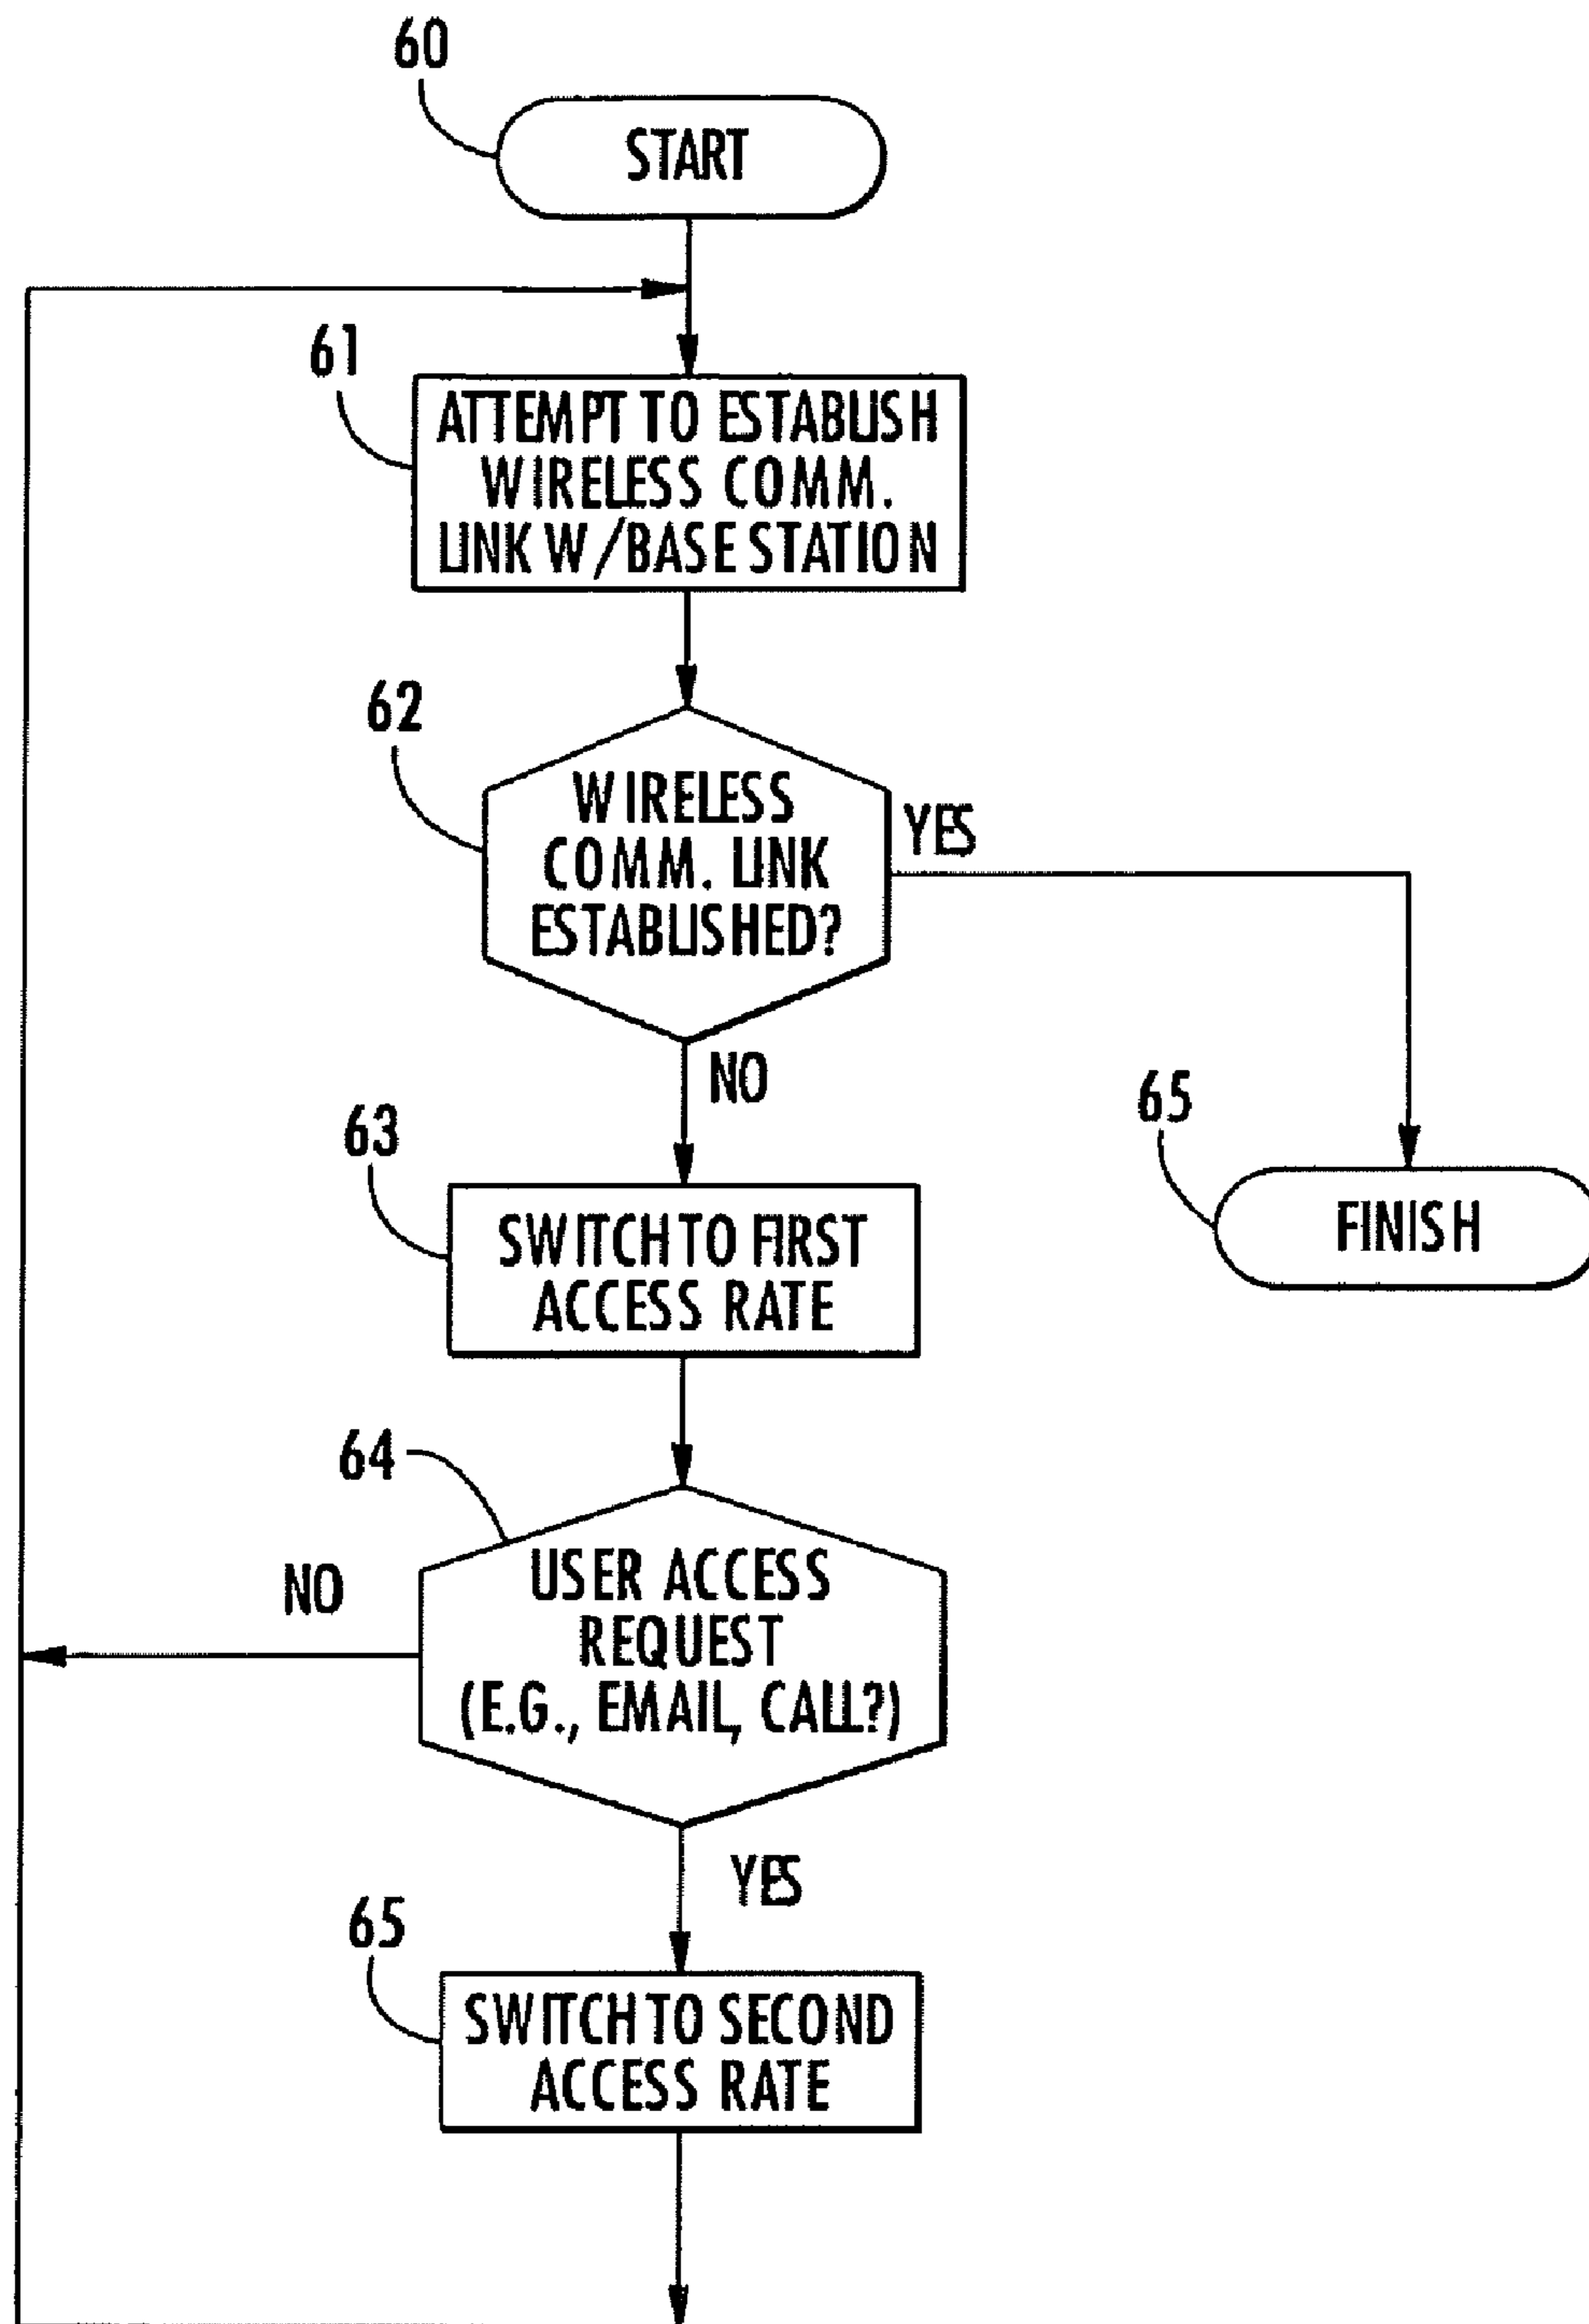 60
START
61
ATTEMPT TO ESTABLISH
WIRELESS COMM.
LINK W/BASE STATION
62
WIRELESS
COMM. LINK
ESTABLISHED?
YES
NO
65
FINISH
63
SWITCH TO FIRST
ACCESS RATE
64
USER ACCESS
REQUEST
(E.G., EMAIL, CALL?)
NO
YES
65
SWITCH TO SECOND
ACCESS RATE